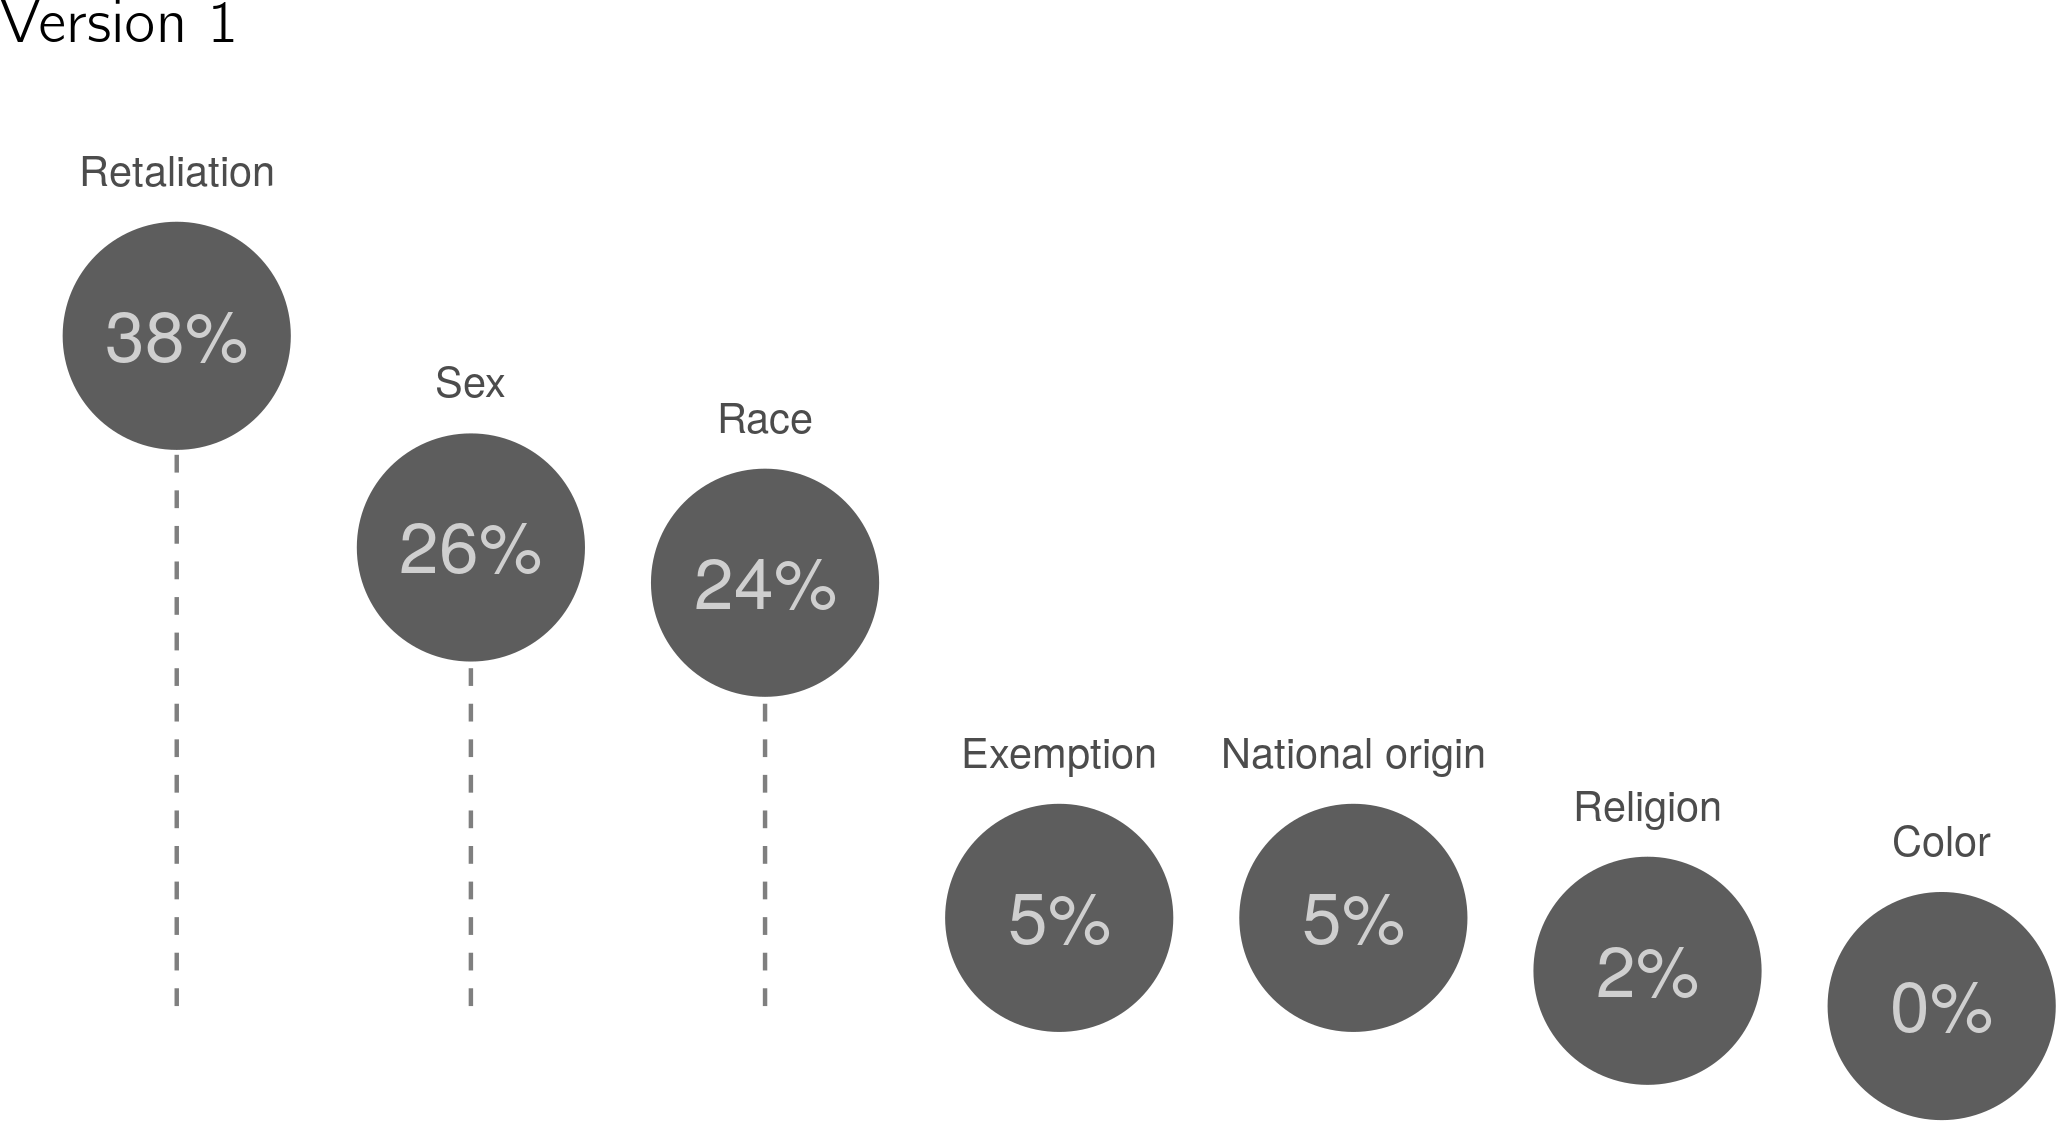 Version 1
Retaliation
38%
Sex
26%
Race
24%
Exemption
5%
National origin
5%
Religion
2%
Color
0%